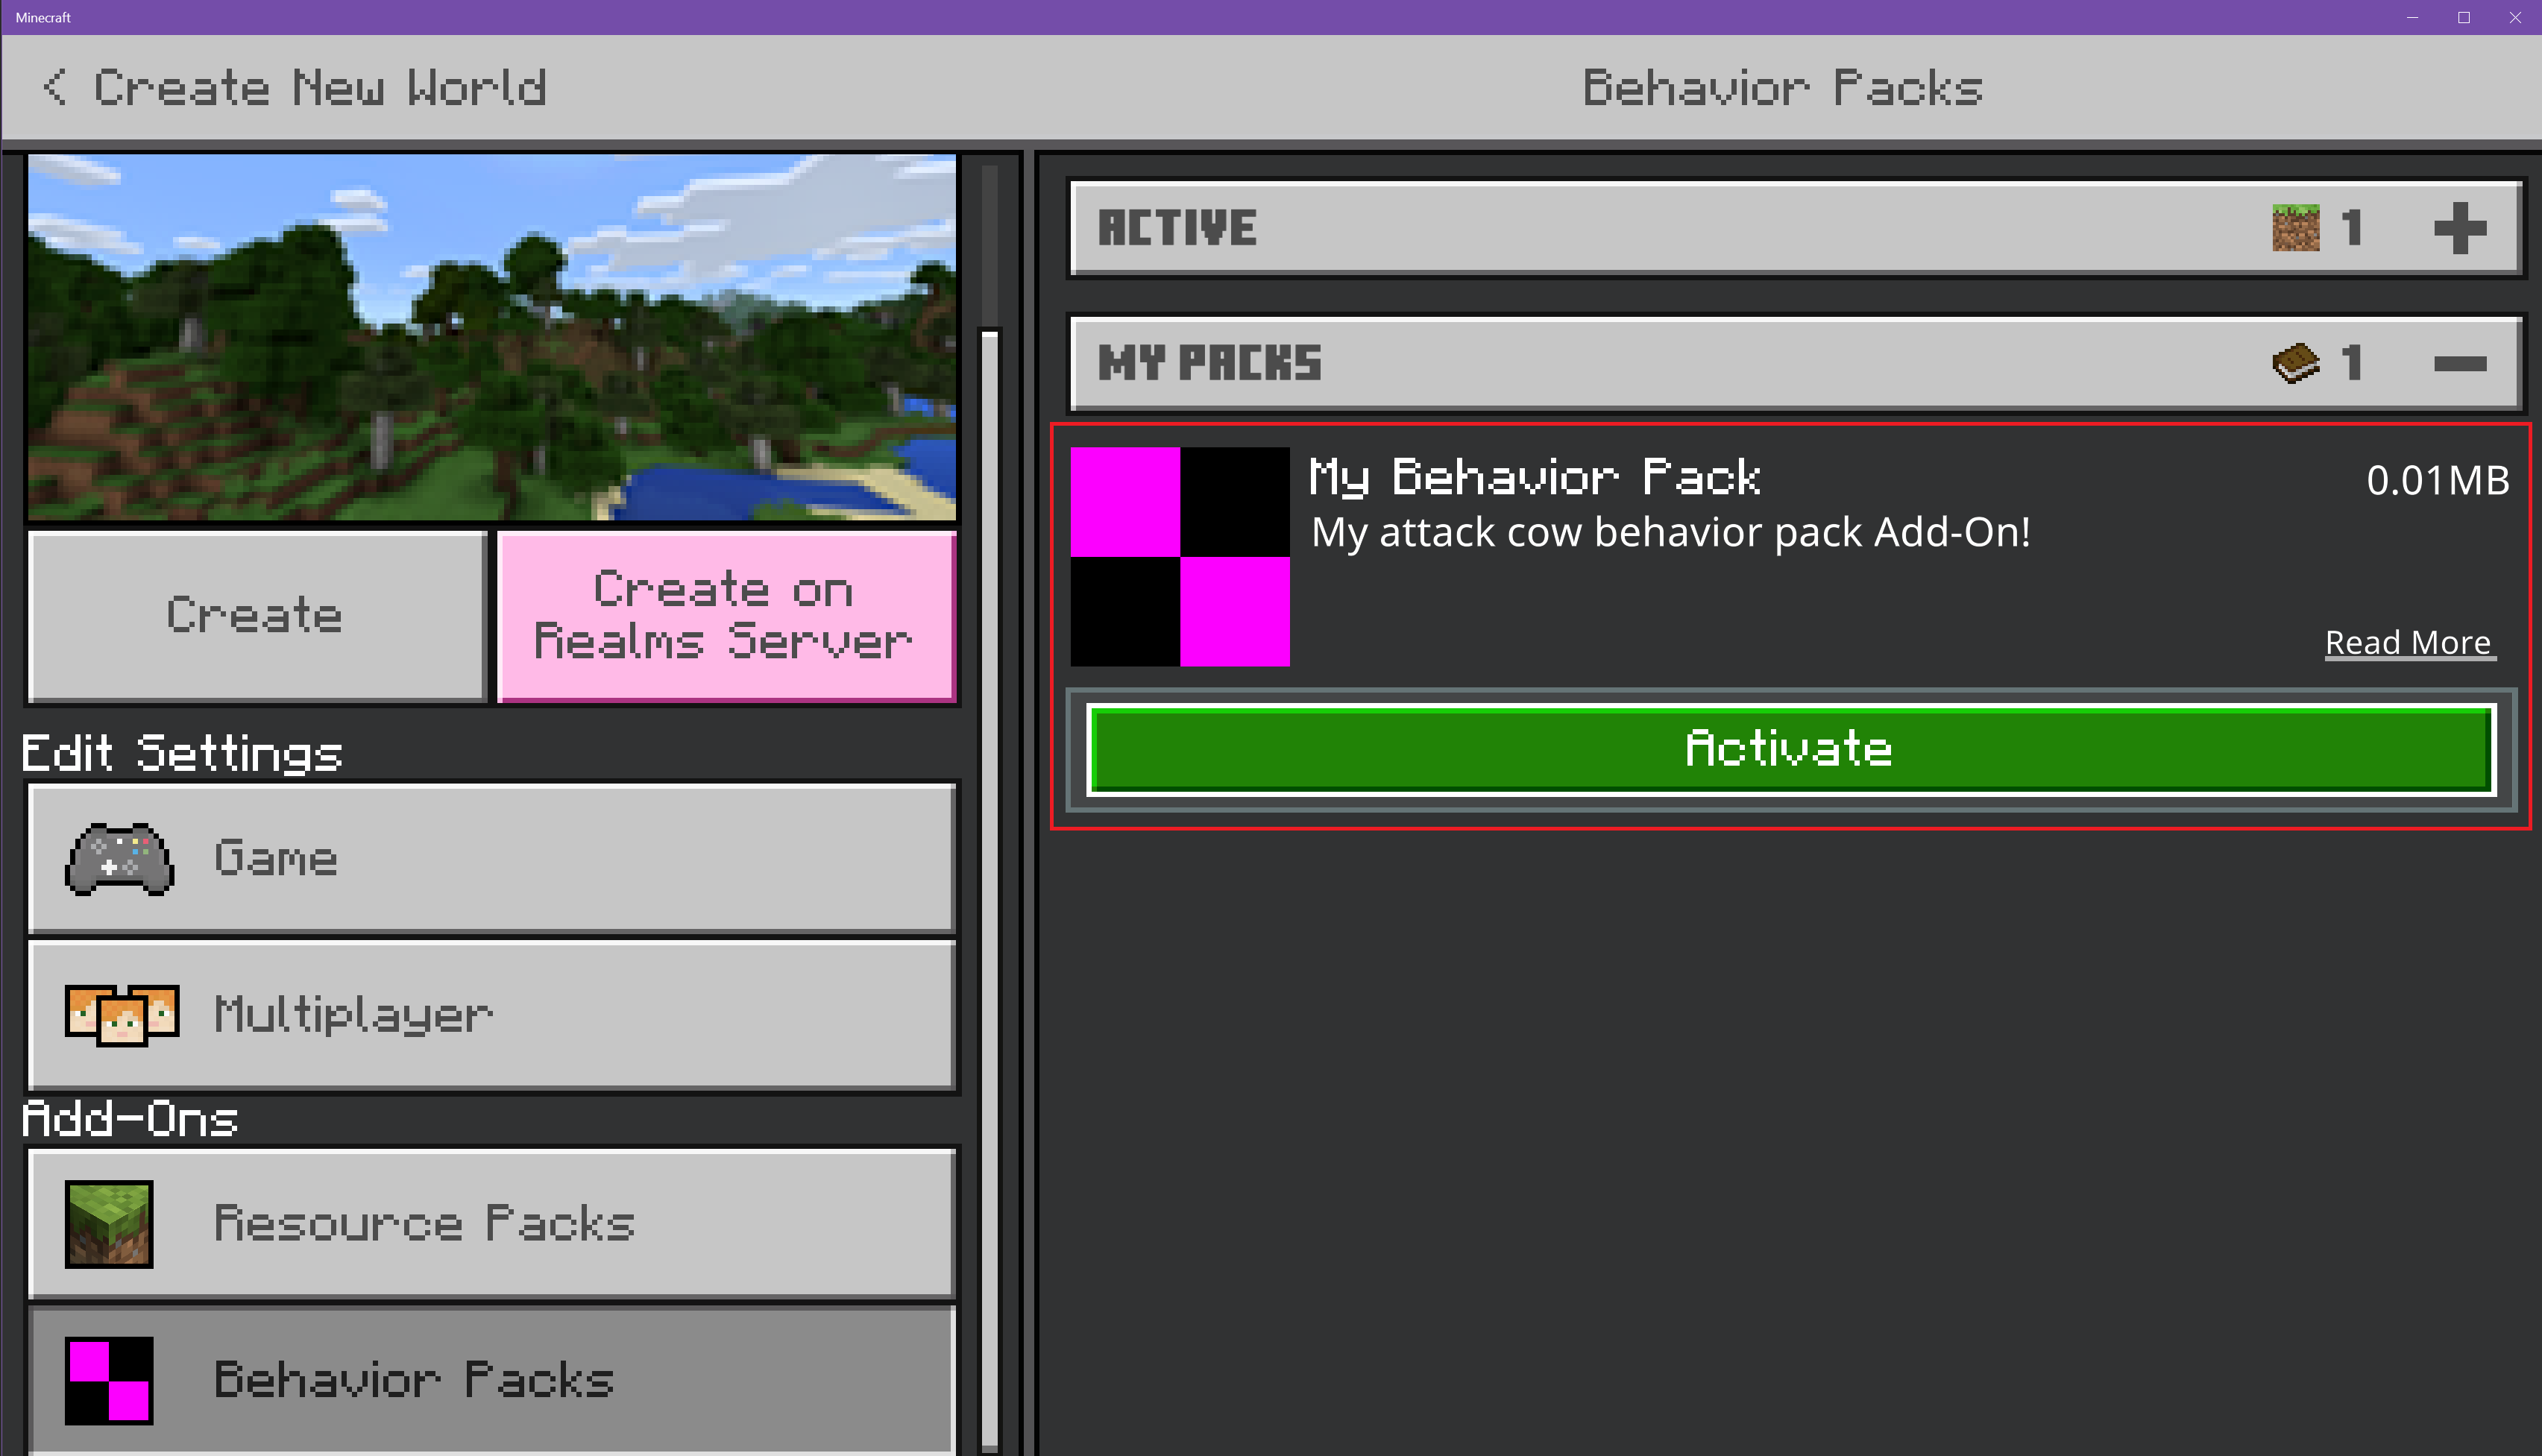 Minecraft
Create New World
Behavior Packs
Create
Create on
Realms Server
Edit Settings
Game
Multiplayer
Add-Ons
Resource Packs
Behavior Packs
ACTIVE 1
MY PACKS 1
My Behavior Pack 0.01MB
My attack cow behavior pack Add-On!
Read More
Activate